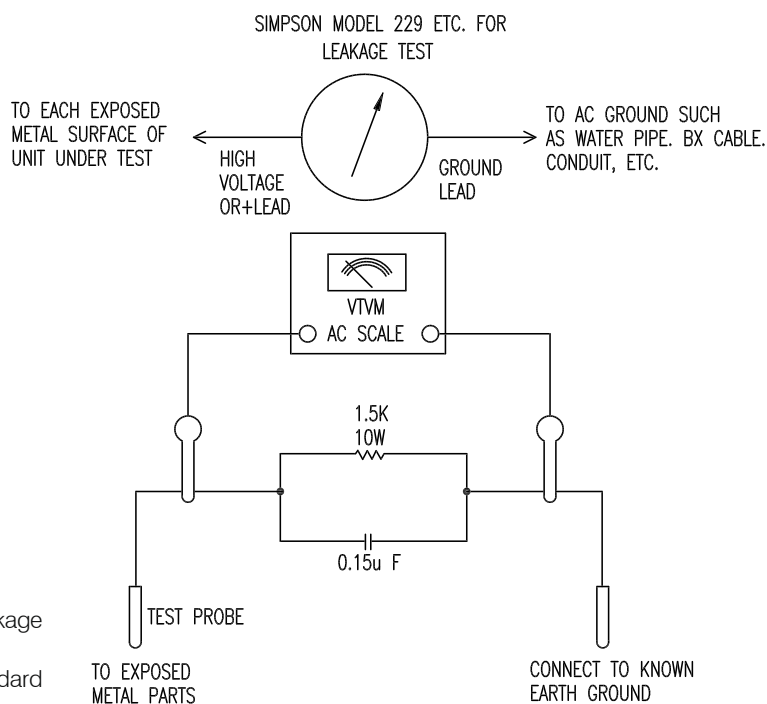 SIMPSON MODEL 229 ETC. FOR
LEAKAGE TEST
TO EACH EXPOSED
METAL SURFACE OF
UNIT UNDER TEST
HIGH
VOLTAGE
OR+LEAD
GROUND
LEAD
TO AC GROUND SUCH
AS WATER PIPE. BX CABLE.
CONDUIT, ETC.
VTVM
AC SCALE
1.5K
10W
0.15u F
TEST PROBE
kage
dard
TO EXPOSED
METAL PARTS
CONNECT TO KNOWN
EARTH GROUND